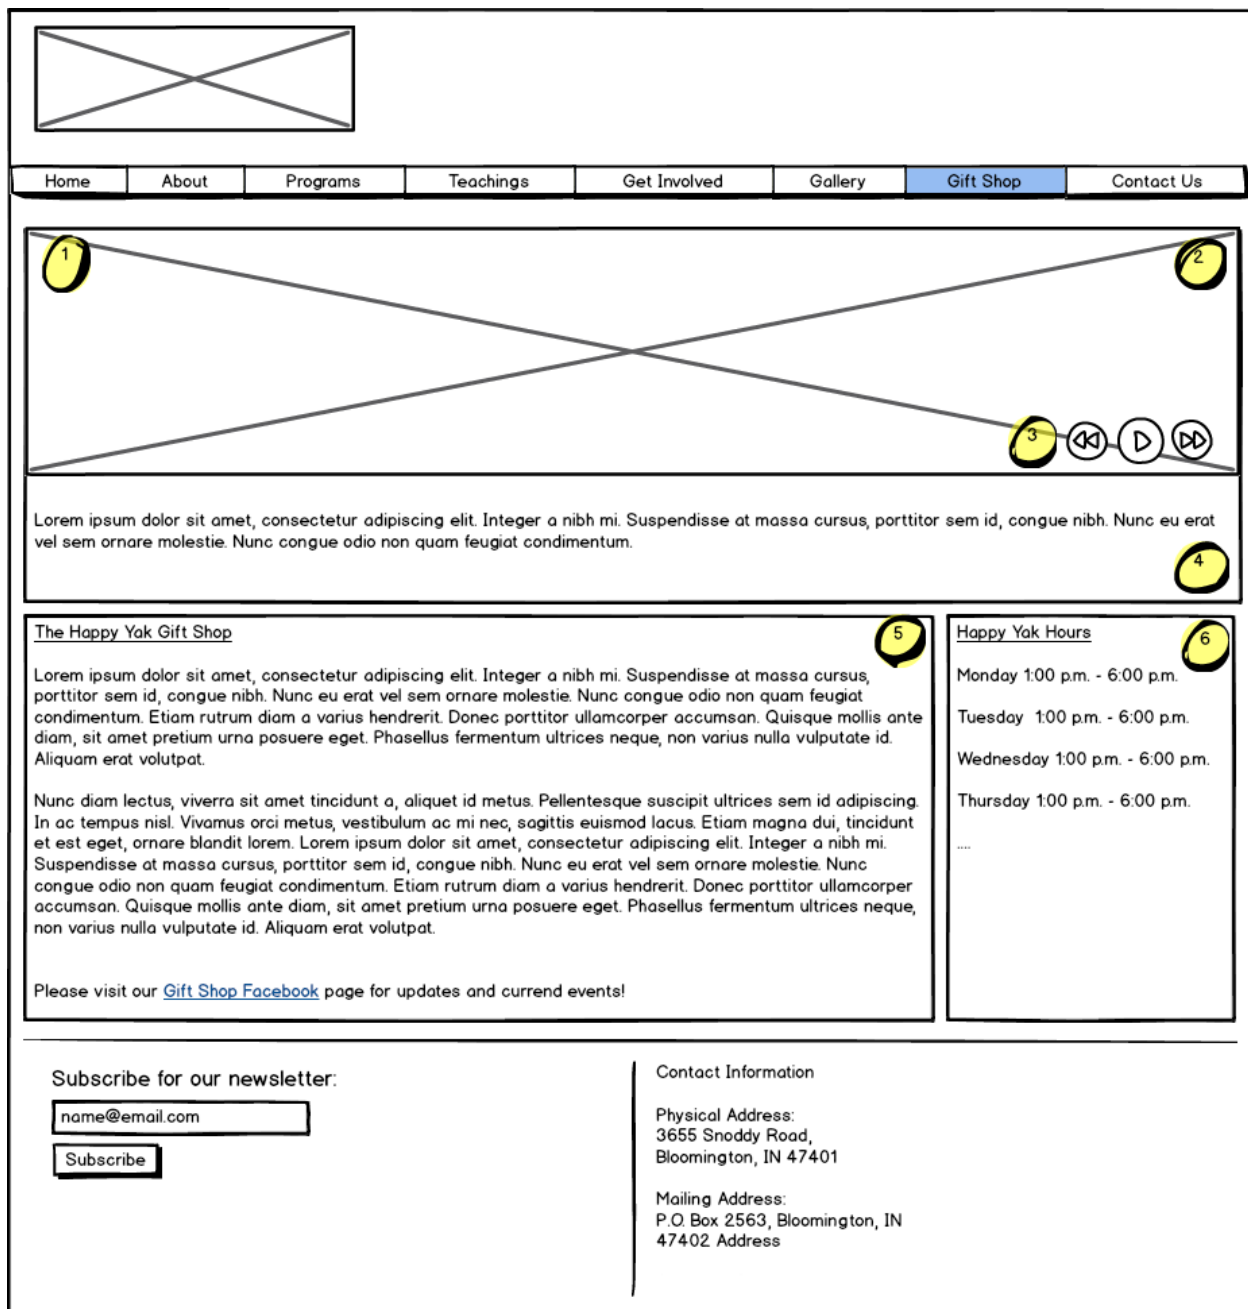 Home About Programs Teachings Get Involved Gallery Gift Shop Contact Us
1
2
3
Lorem ipsum dolor sit amet, consectetur adipiscing elit. Integer a nibh mi. Suspendisse at massa cursus, porttitor sem id, congue nibh. Nunc eu erat
vel sem ornare molestie. Nunc congue odio non quam feugiat condimentum.
4
The Happy Yak Gift Shop
5
Lorem ipsum dolor sit amet, consectetur adipiscing elit. Integer a nibh mi. Suspendisse at massa cursus,
porttitor sem id, congue nibh. Nunc eu erat vel sem ornare molestie. Nunc congue odio non quam feugiat
condimentum. Etiam rutrum diam a varius hendrerit. Donec porttitor ullamcorper accumsan. Quisque mollis ante
diam, sit amet pretium urna posuere eget. Phasellus fermentum ultrices neque, non varius nulla vulputate id.
Aliquam erat volutpat.
Nunc diam lectus, viverra sit amet tincidunt a, aliquet id metus. Pellentesque suscipit ultrices sem id adipiscing.
In ac tempus nisl. Vivamus orci metus, vestibulum ac mi nec, sagittis euismod lacus. Etiam magna dui, tincidunt
et est eget, ornare blandit lorem. Lorem ipsum dolor sit amet, consectetur adipiscing elit. Integer a nibh mi.
Suspendisse at massa cursus, porttitor sem id, congue nibh. Nunc eu erat vel sem ornare molestie. Nunc
congue odio non quam feugiat condimentum. Etiam rutrum diam a varius hendrerit. Donec porttitor ullamcorper
accumsan. Quisque mollis ante diam, sit amet pretium urna posuere eget. Phasellus fermentum ultrices neque,
non varius nulla vulputate id. Aliquam erat volutpat.
Please visit our Gift Shop Facebook page for updates and currend events!
Happy Yak Hours
6
Monday 1:00 p.m. - 6:00 p.m.
Tuesday 1:00 p.m. - 6:00 p.m.
Wednesday 1:00 p.m. - 6:00 p.m.
Thursday 1:00 p.m. - 6:00 p.m.
....
Subscribe for our newsletter:
name@email.com
Subscribe
Contact Information
Physical Address:
3655 Snoddy Road,
Bloomington, IN 47401
Mailing Address:
P.O. Box 2563, Bloomington, IN
47402 Address